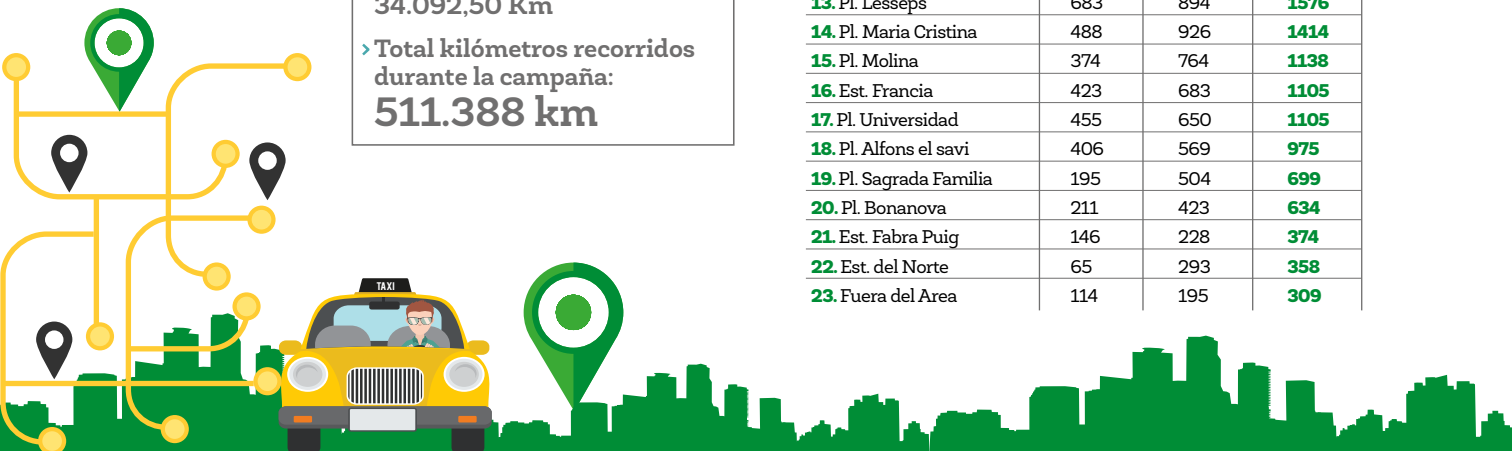 34.092,50 Km
› Total kilómetros recorridos
durante la campaña:
511.388 km
13. Pl. Lesseps 683 894 1576
14. Pl. Maria Cristina 488 926 1414
15. Pl. Molina 374 764 1138
16. Est. Francia 423 683 1105
17. Pl. Universidad 455 650 1105
18. Pl. Alfons el savi 406 569 975
19. Pl. Sagrada Familia 195 504 699
20. Pl. Bonanova 211 423 634
21. Est. Fabra Puig 146 228 374
22. Est. del Norte 65 293 358
23. Fuera del Area 114 195 309
TAXI